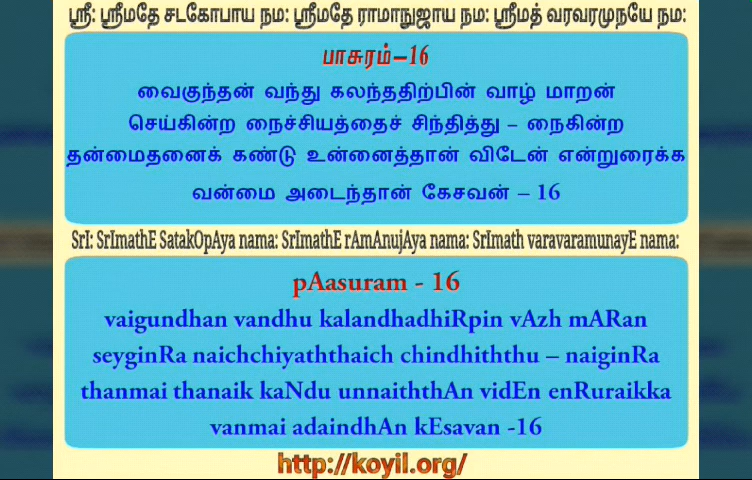 ஸ்ரீ: ஸ்ரீமதே சடகோபாய நம: ஸ்ரீமதே ராமாநுஜாய நம: ஸ்ரீமத் வரவரமுநயே நம:
பாசுரம்–16
வைகுந்தன் வந்து கலந்ததிற்பின் வாழ் மாறன்
செய்கின்ற நைச்சியத்தைச் சிந்தித்து – நைகின்ற
தன்மைதனைக் கண்டு உன்னைத்தான் விடேன் என்றுரைக்க
வன்மை அடைந்தான் கேசவன் – 16
SrI: SrImathE SatakOpAya nama: SrImathE rAmAnujAya nama: SrImath varavaramunayE nama:
pAasuram - 16
vaigundhan vandhu kalandhadhiRpin vAzh mARan
seyginRa naichchiyaththaich chindhiththu – naiginRa
thanmai thanaik kaNdu unnaiththAn vidEn enRuraikka
vanmai adaindhAn kEsavan -16
http://koyil.org/